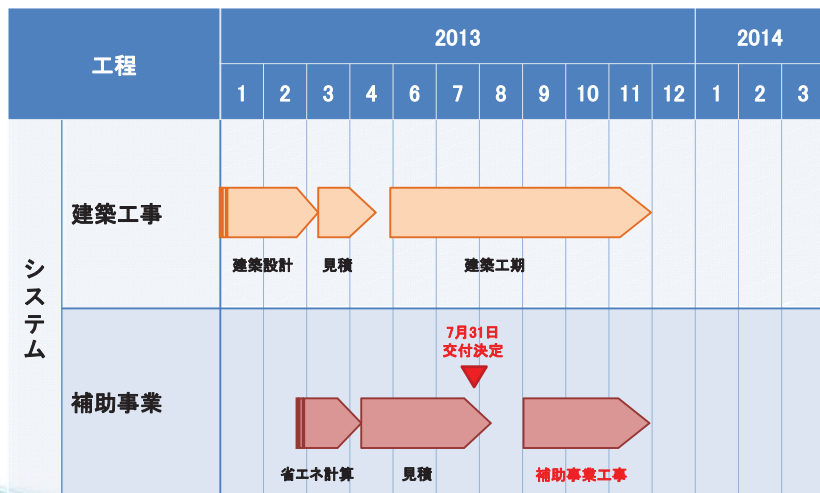 工程
2013
2014
1 2 3 4 6 7 8 9 10 11 12 1 2 3
システム
建築工事
建築設計
見積
建築工期
補助事業
7月31日
交付決定
省エネ計算
見積
補助事業工事